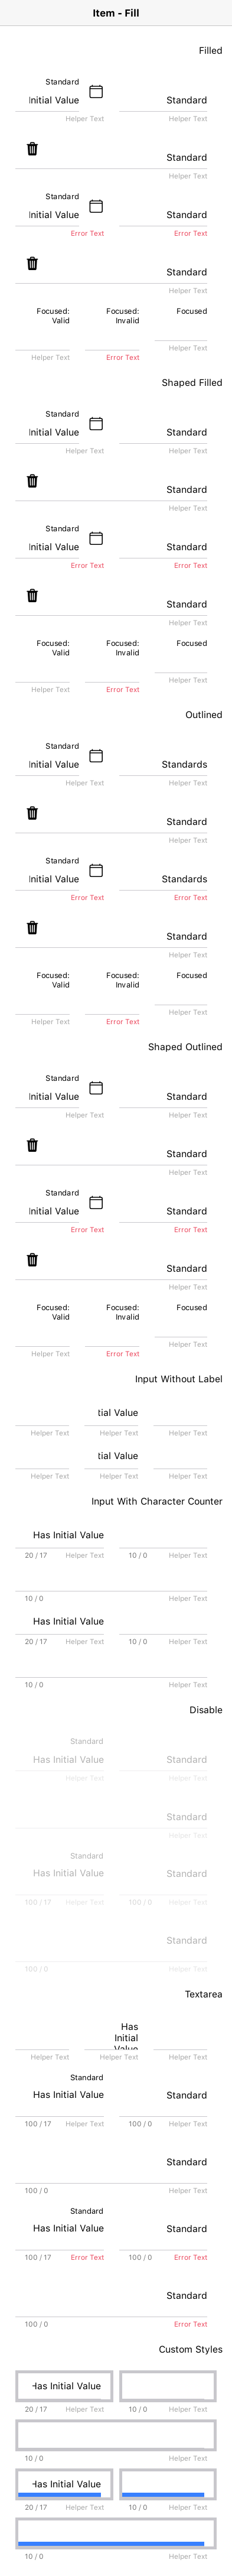 Item - Fill
Filled
Standard
Initial Value Standard
Helper Text Helper Text
Standard
Helper Text
Standard
Initial Value Standard
Error Text Error Text
Standard
Helper Text
Focused: Focused: Focused
Valid Invalid
Helper Text Error Text Helper Text
Shaped Filled
Standard
Initial Value Standard
Helper Text Helper Text
Standard
Helper Text
Standard
Initial Value Standard
Error Text Error Text
Standard
Helper Text
Focused: Focused: Focused
Valid Invalid
Helper Text Error Text Helper Text
Outlined
Standard
Initial Value Standards
Helper Text Helper Text
Standard
Helper Text
Standard
Initial Value Standards
Error Text Error Text
Standard
Helper Text
Focused: Focused: Focused
Valid Invalid
Helper Text Error Text Helper Text
Shaped Outlined
Standard
Initial Value Standard
Helper Text Helper Text
Standard
Helper Text
Standard
Initial Value Standard
Error Text Error Text
Standard
Helper Text
Focused: Focused: Focused
Valid Invalid
Helper Text Error Text Helper Text
Input Without Label
tial Value
Helper Text Helper Text Helper Text
tial Value
Helper Text Helper Text Helper Text
Input With Character Counter
Has Initial Value
20 / 17 Helper Text 10 / 0 Helper Text
10 / 0 Helper Text
Has Initial Value
20 / 17 Helper Text 10 / 0 Helper Text
10 / 0 Helper Text
Disable
Standard
Has Initial Value Standard
Helper Text Helper Text
Standard
Helper Text
Standard
Has Initial Value Standard
100 / 17 Helper Text 100 / 0 Helper Text
Standard
100 / 0 Helper Text
Textarea
Has
Initial
Value
Helper Text Helper Text Helper Text
Standard
Has Initial Value Standard
100 / 17 Helper Text 100 / 0 Helper Text
Standard
100 / 0 Helper Text
Standard
Has Initial Value Standard
100 / 17 Error Text 100 / 0 Error Text
Standard
100 / 0 Error Text
Custom Styles
Has Initial Value
20 / 17 Helper Text 10 / 0 Helper Text
10 / 0 Helper Text
Has Initial Value
20 / 17 Helper Text 10 / 0 Helper Text
10 / 0 Helper Text